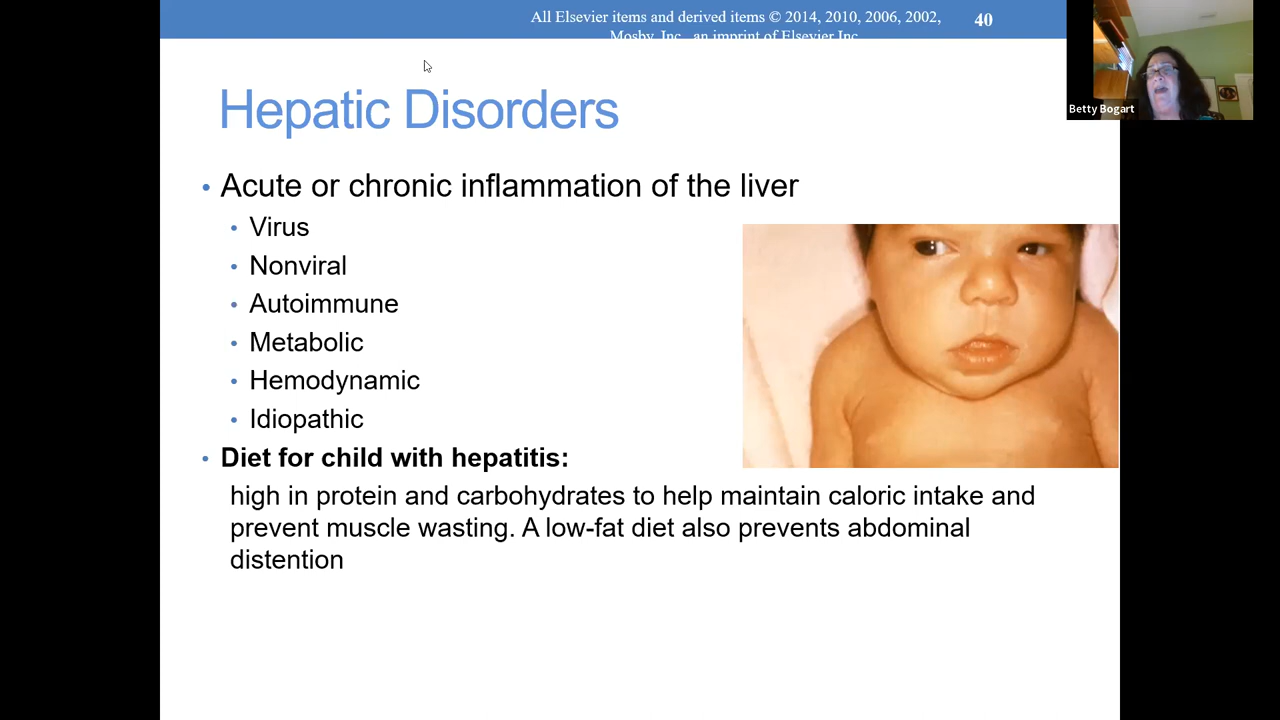 All Elsevier items and derived items © 2014, 2010, 2006, 2002,
40
Mosby, Inc., an imprint of Elsevier Inc.
Betty Bogart
Hepatic Disorders
• Acute or chronic inflammation of the liver
• Virus
• Nonviral
• Autoimmune
• Metabolic
• Hemodynamic
• Idiopathic
• Diet for child with hepatitis:
high in protein and carbohydrates to help maintain caloric intake and
prevent muscle wasting. A low-fat diet also prevents abdominal
distention